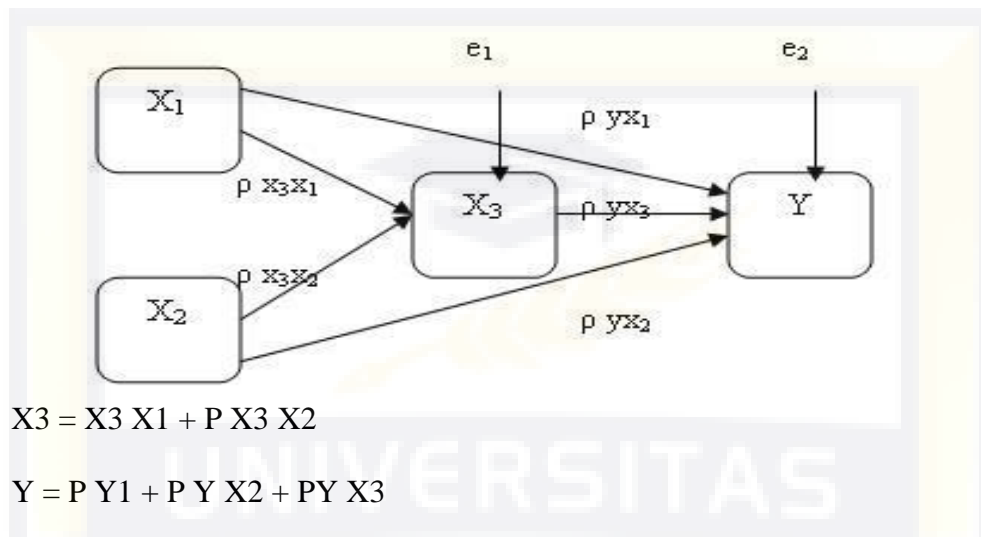 e₁ e₂
X₁
ρ yx₁
ρ x₃x₁
X₃ ρ yx₃ Y
ρ x₃x₂
X₂
ρ yx₂
X3 = X3 X1 + P X3 X2
UNIVERSITAS
Y = P Y1 + P Y X2 + PY X3